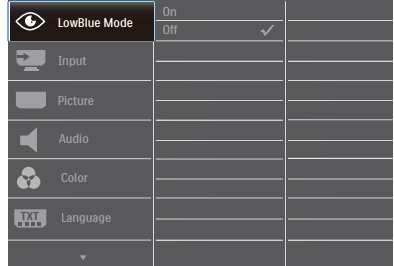 LowBlue Mode
On
Off
Input
Picture
Audio
Color
TXT
Language